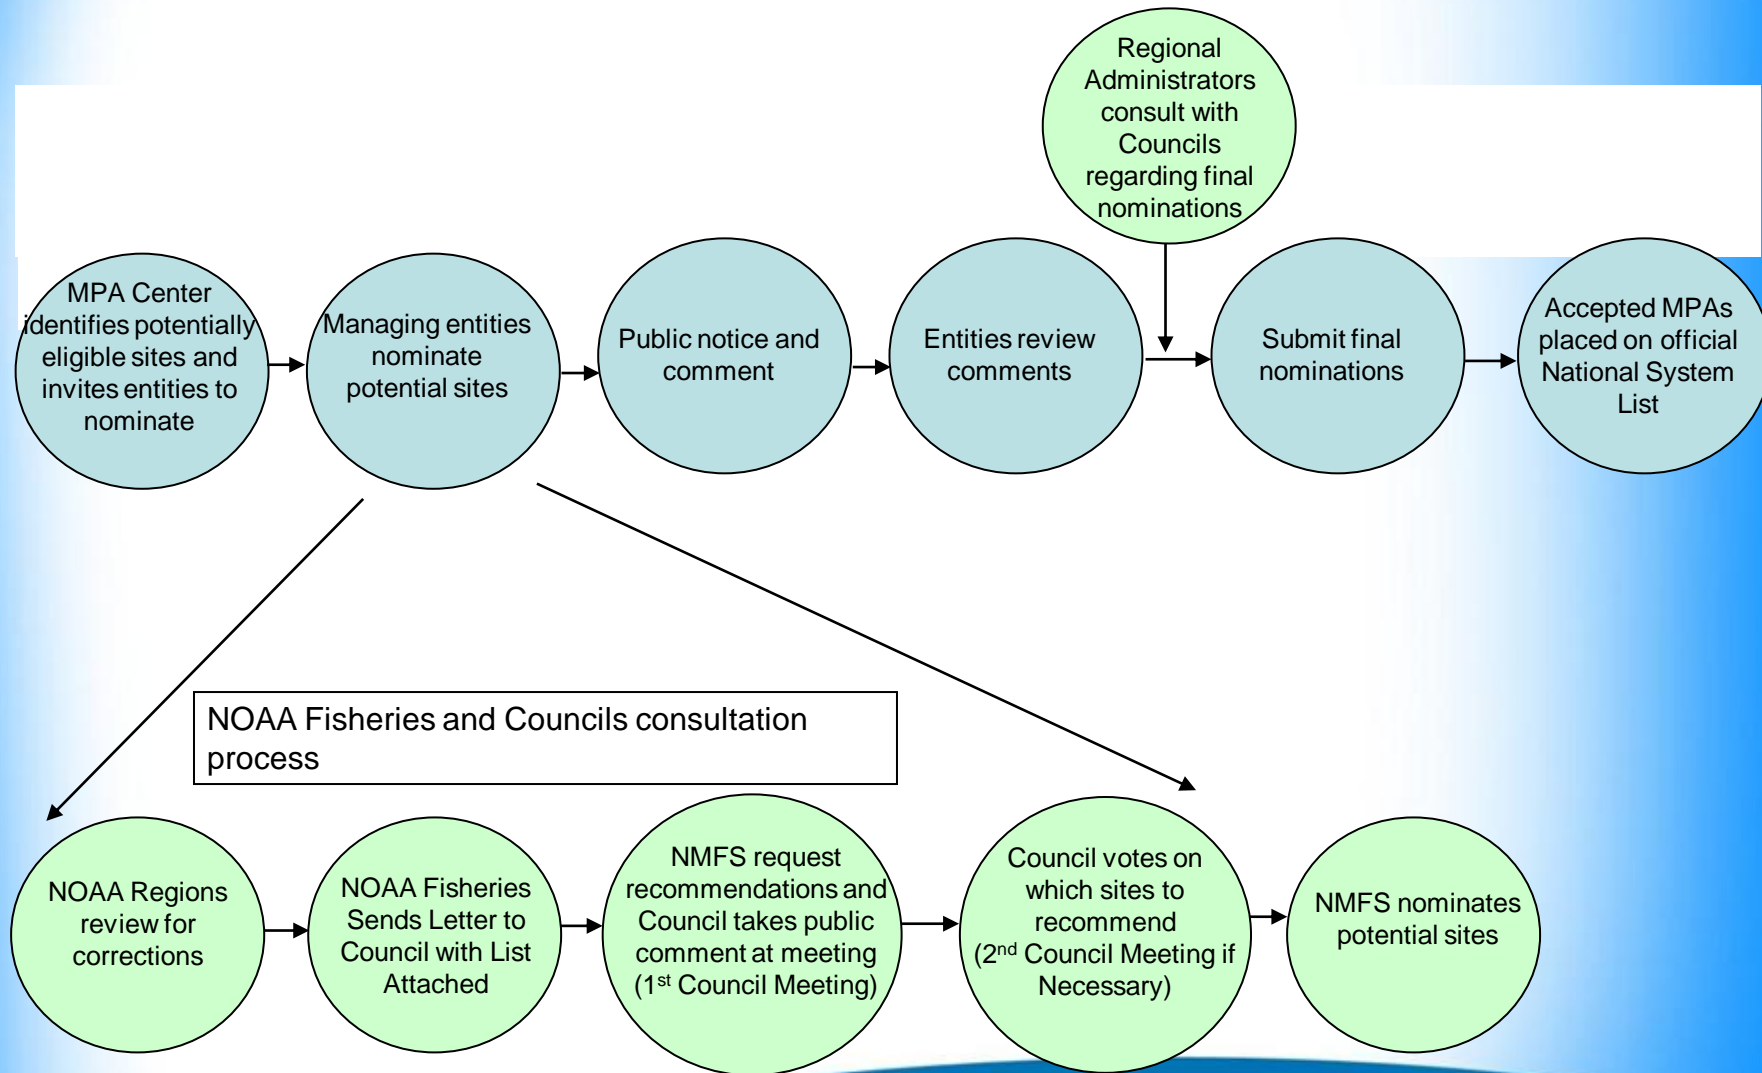 Regional
Administrators
consult with
Councils
regarding final
nominations
MPA Center
identifies potentially
eligible sites and
invites entities to
nominate
Managing entities
nominate
potential sites
Public notice and
comment
Entities review
comments
Submit final
nominations
Accepted MPAs
placed on official
National System
List
NOAA Fisheries and Councils consultation
process
NOAA Regions
review for
corrections
NOAA Fisheries
Sends Letter to
Council with List
Attached
NMFS request
recommendations and
Council takes public
comment at meeting
(1st Council Meeting)
Council votes on
which sites to
recommend
(2nd Council Meeting if
Necessary)
NMFS nominates
potential sites